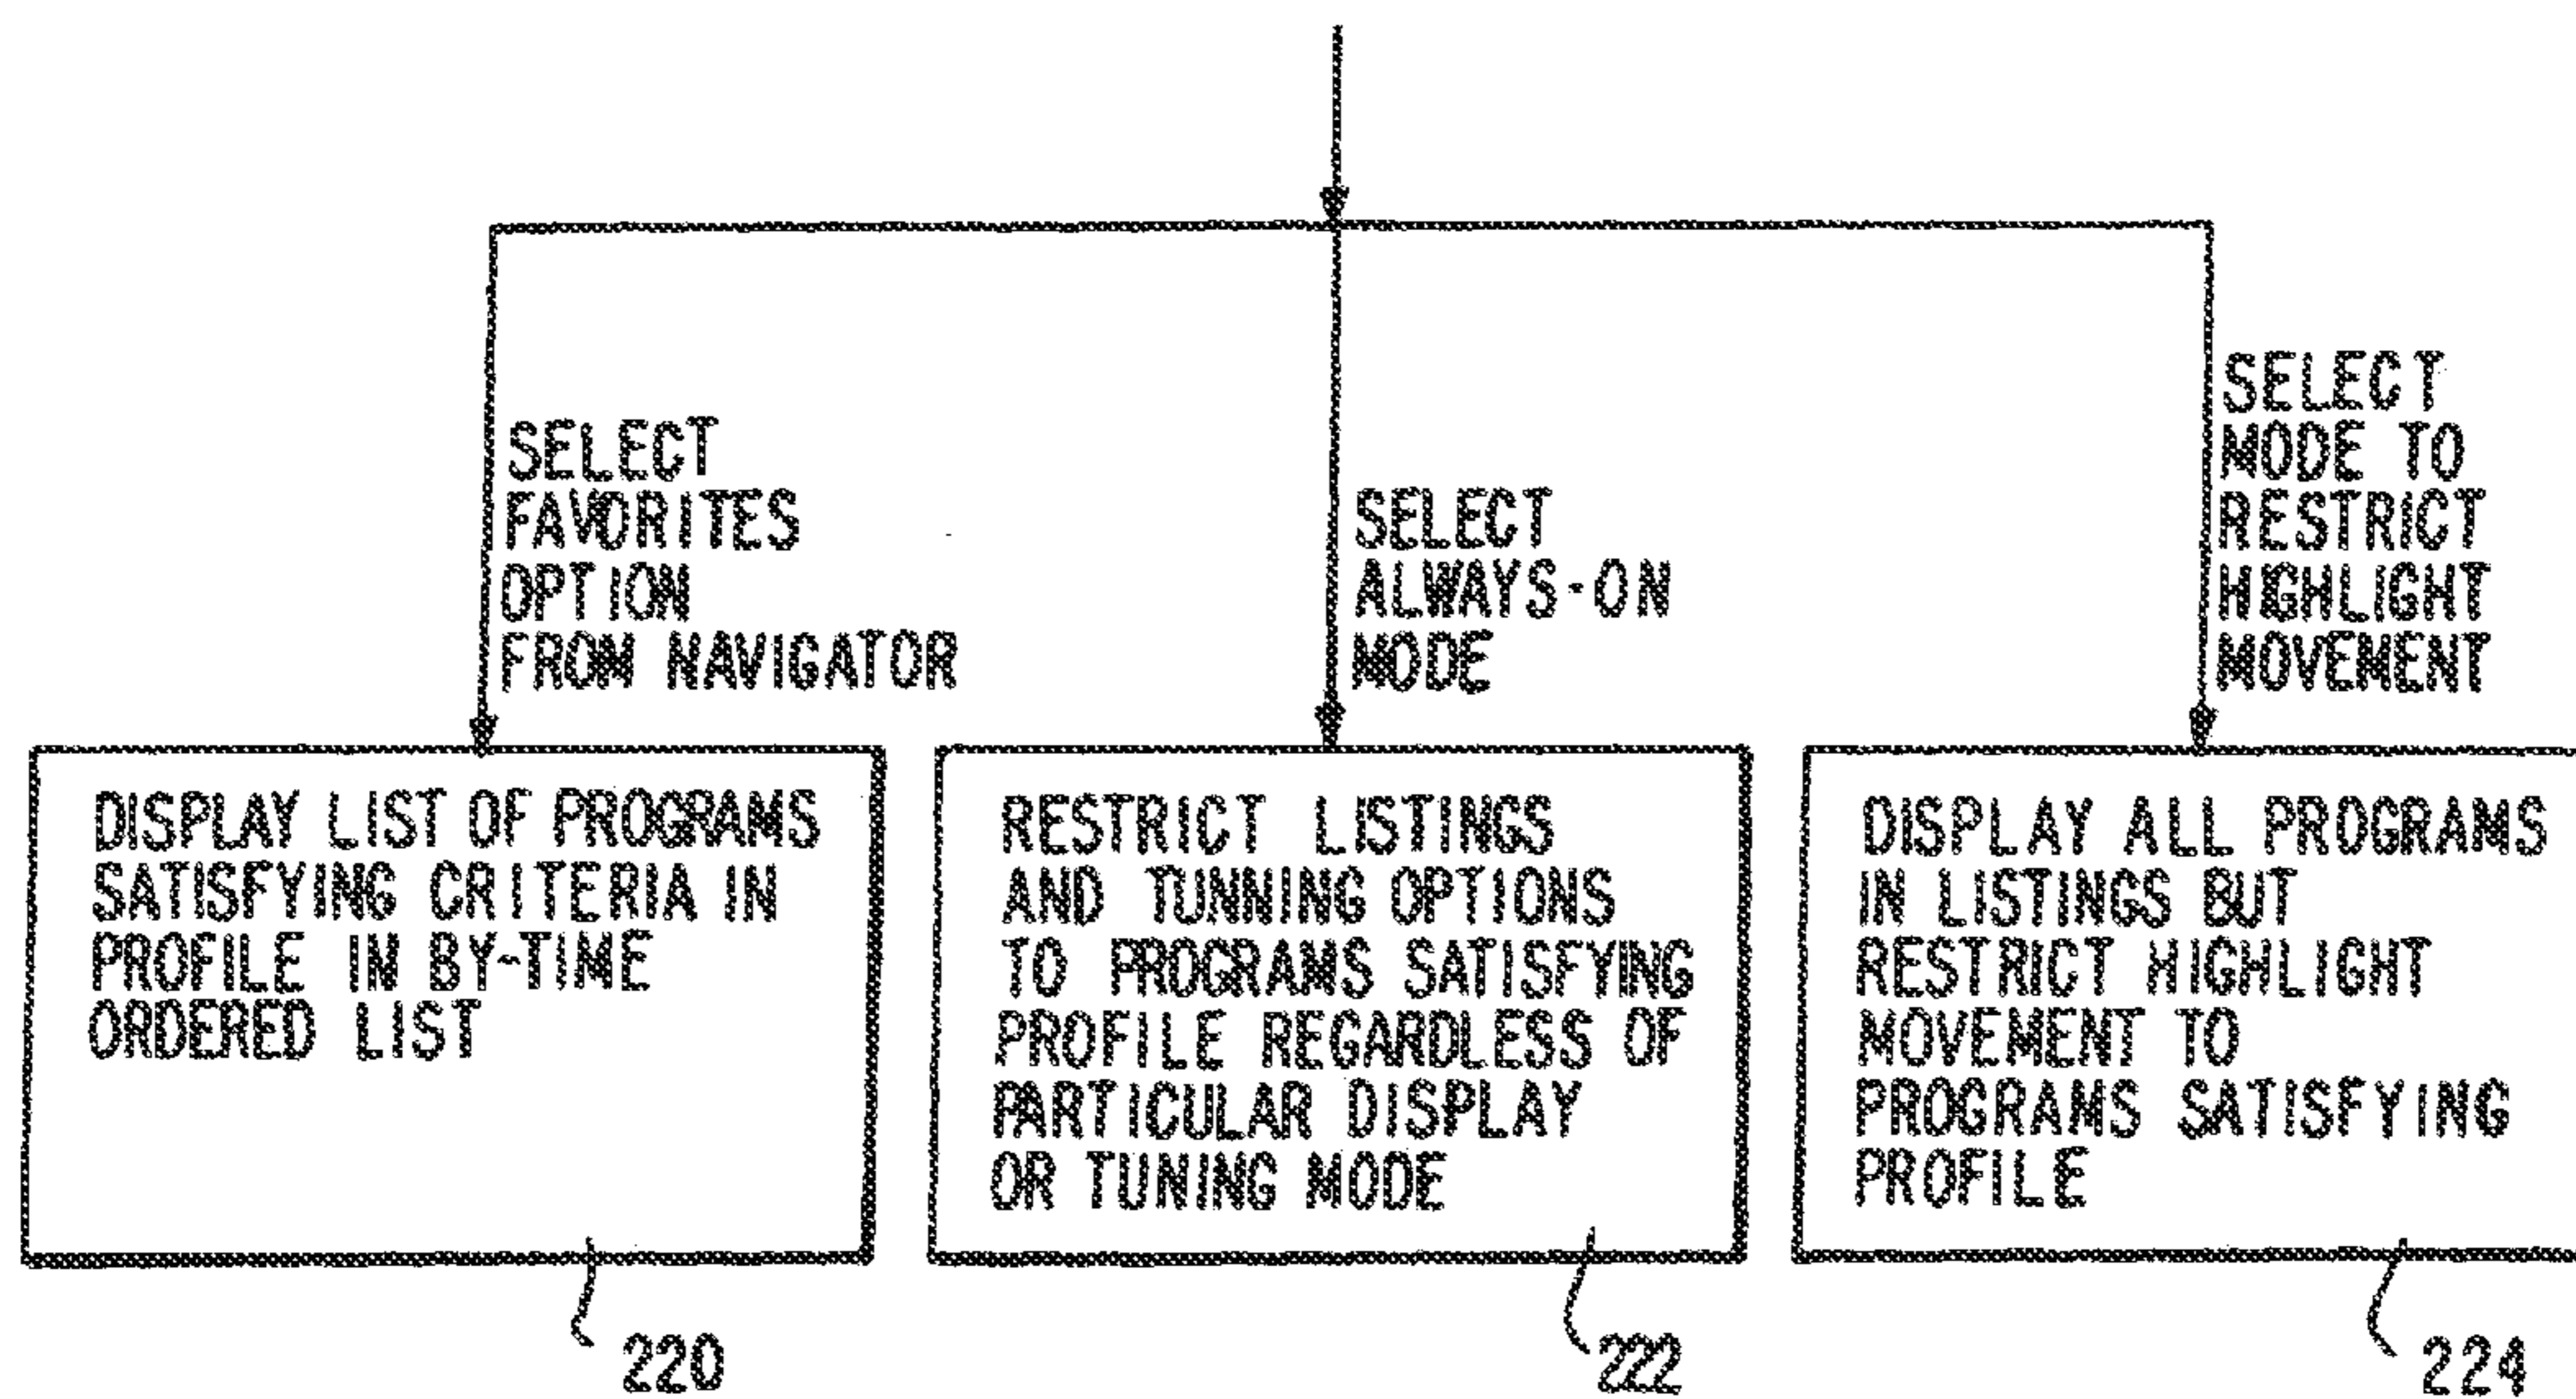 SELECT
FAVORITES
OPTION
FROM NAVIGATOR
SELECT
ALWAYS-ON
MODE
SELECT
MODE TO
RESTRICT
HIGHLIGHT
MOVEMENT
DISPLAY LIST OF PROGRAMS
SATISFYING CRITERIA IN
PROFILE IN BY-TIME
ORDERED LIST
220
RESTRICT LISTINGS
AND TUNNING OPTIONS
TO PROGRAMS SATISFYING
PROFILE REGARDLESS OF
PARTICULAR DISPLAY
OR TUNING MODE
222
DISPLAY ALL PROGRAMS
IN LISTINGS BUT
RESTRICT HIGHLIGHT
MOVEMENT TO
PROGRAMS SATISFYING
PROFILE
224